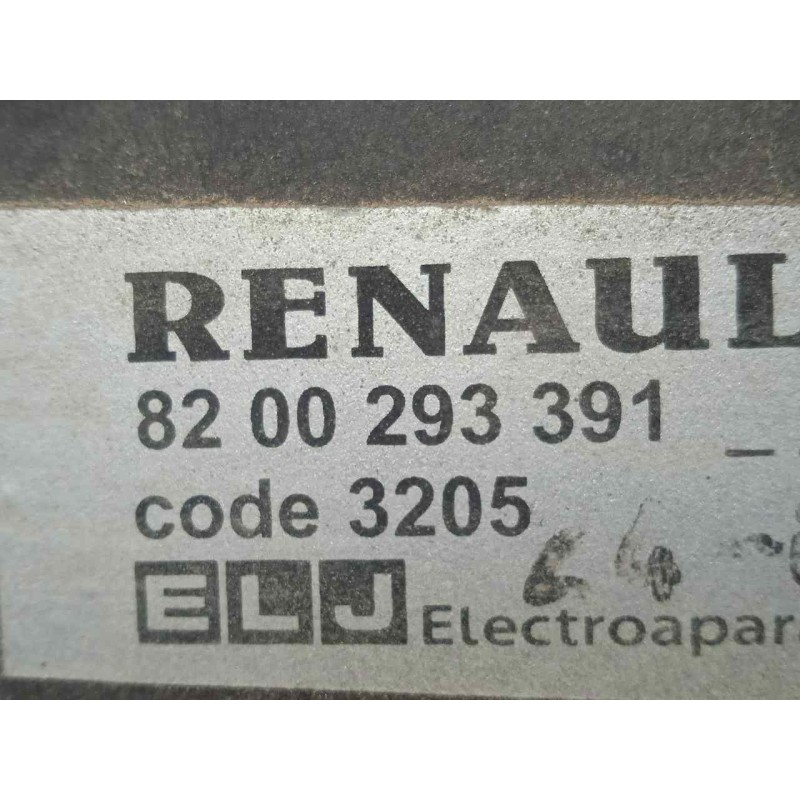 RENAUL
82 00 293 391 _
code 3205
ELJ Electroapar